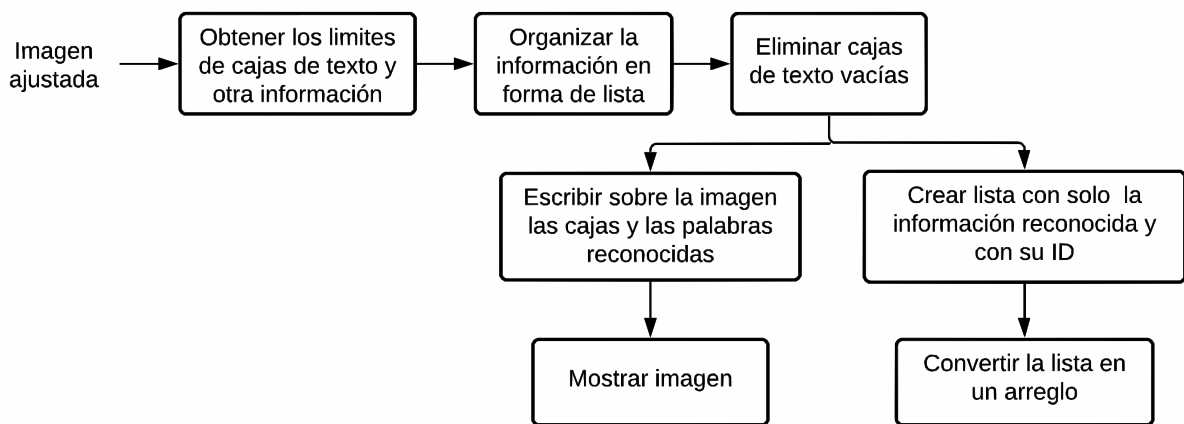 Imagen
ajustada
Obtener los limites
de cajas de texto y
otra información
Organizar la
información en
forma de lista
Eliminar cajas
de texto vacías
Escribir sobre la imagen
las cajas y las palabras
reconocidas
Crear lista con solo  la
información reconocida y
con su ID
Mostrar imagen
Convertir la lista en
un arreglo